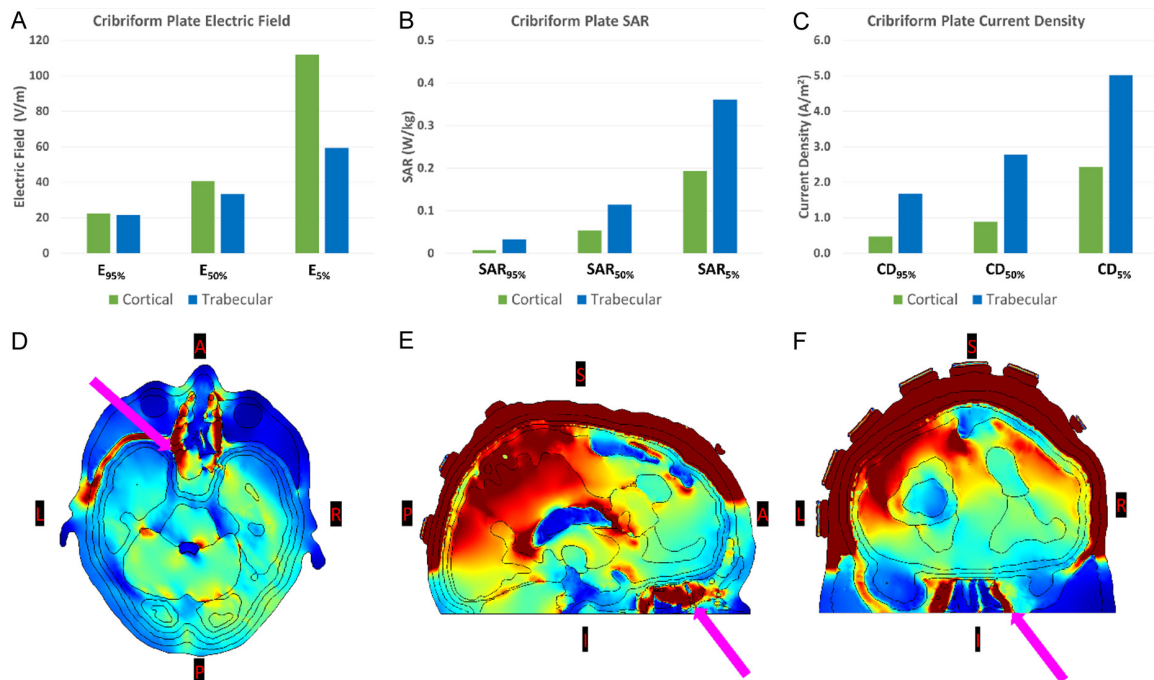 A
Cribriform Plate Electric Field
Electric Field (V/m)
120
100
80
60
40
20
0
E95%
E50%
E5%
Cortical
Trabecular
B
Cribriform Plate SAR
SAR (W/kg)
0.5
0.4
0.3
0.2
0.1
0
SAR95%
SAR50%
SAR5%
Cortical
Trabecular
C
Cribriform Plate Current Density
Current Density (A/m²)
6.0
5.0
4.0
3.0
2.0
1.0
0.0
CD95%
CD50%
CD5%
Cortical
Trabecular
D
A
L
R
P
E
S
P
A
I
F
S
L
R
I